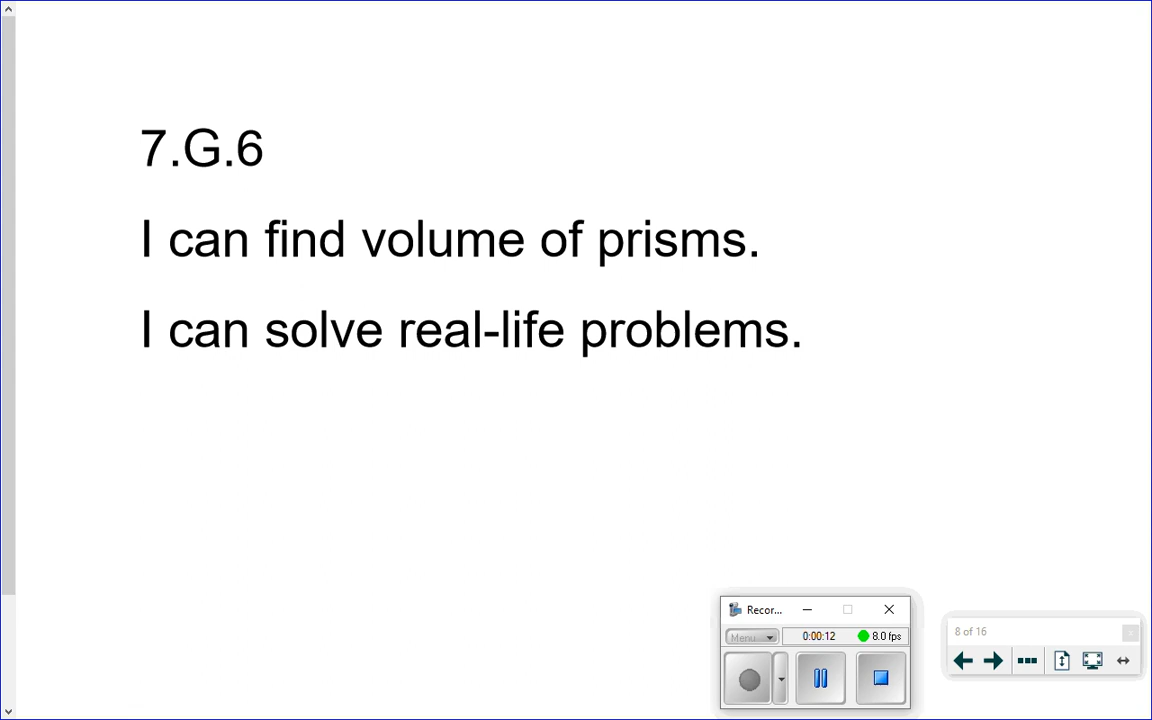 7.G.6
I can find volume of prisms.
I can solve real-life problems.
Recor...
Menu
0:00:12
8.0 fps
8 of 16